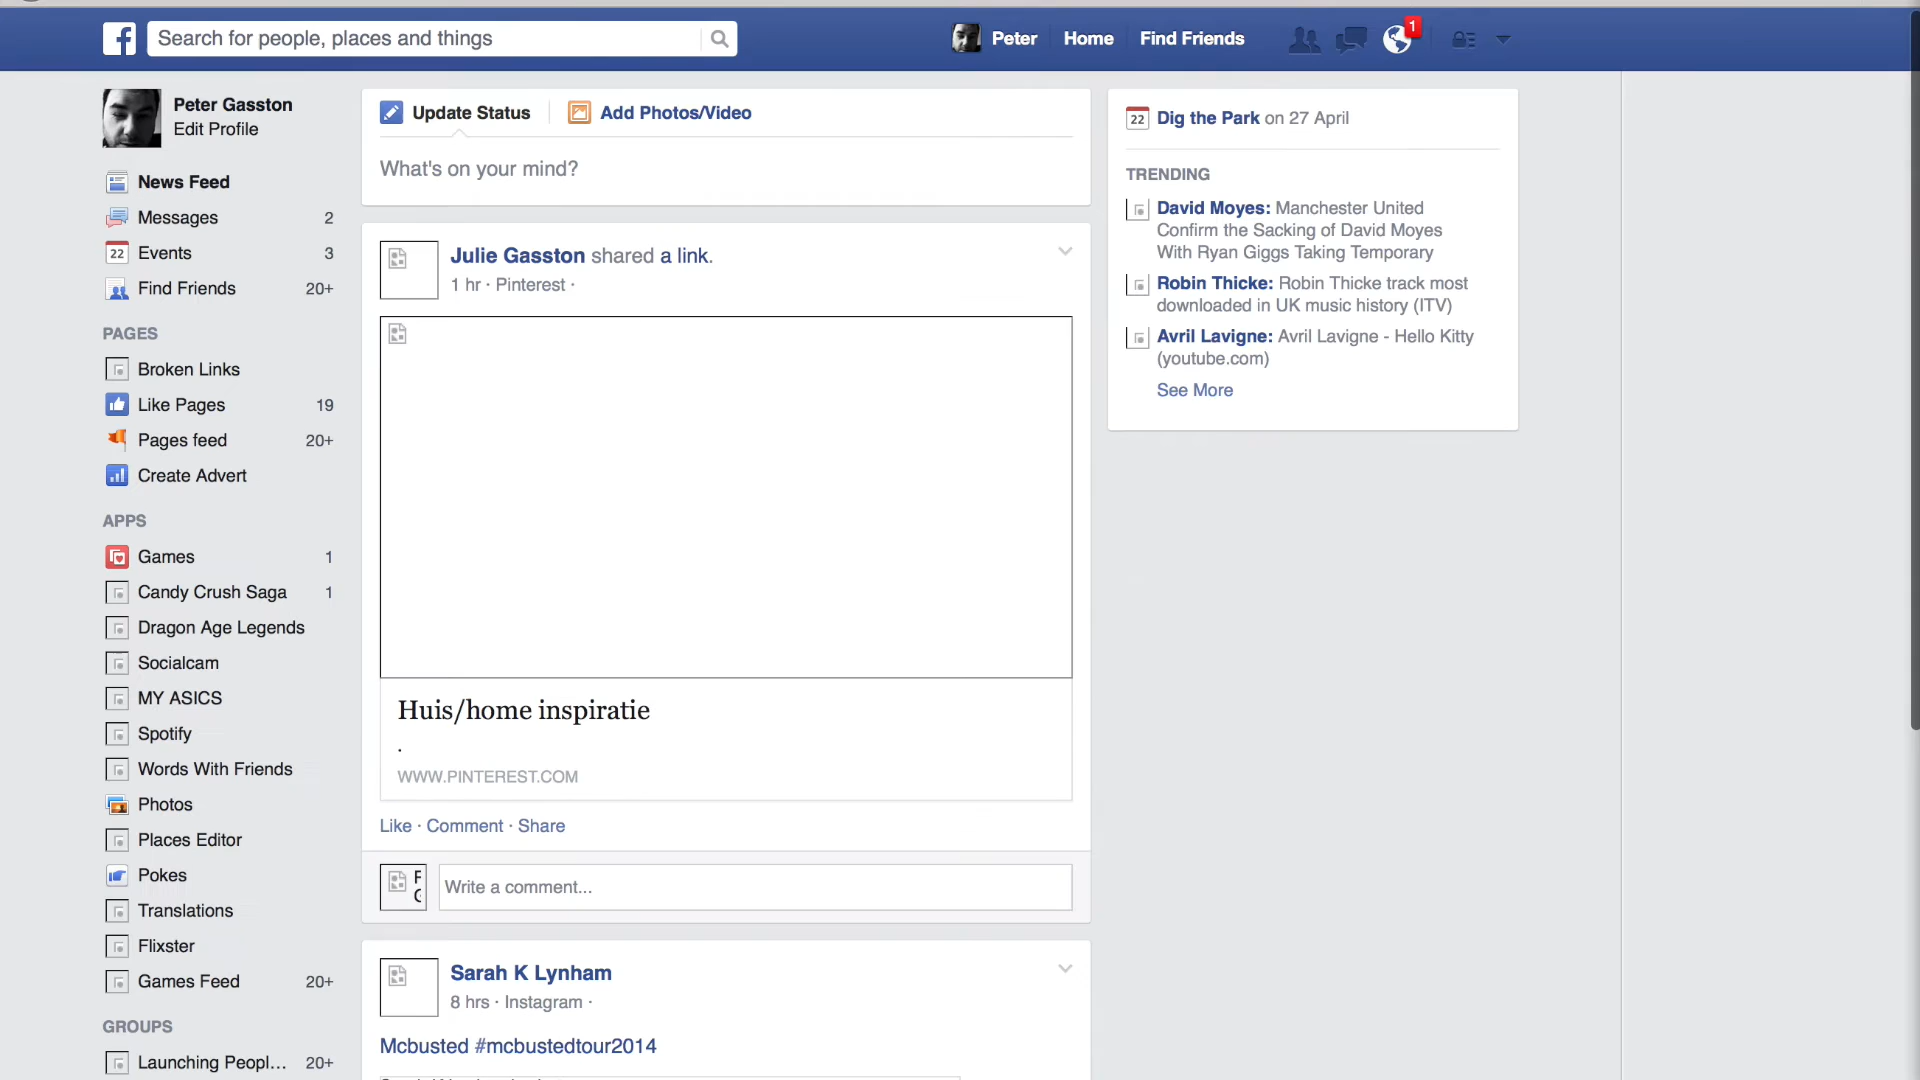 Search for people, places and things
Peter
Home
Find Friends
1
Peter Gasston
Edit Profile
News Feed
Messages 2
22 Events 3
Find Friends 20+
PAGES
Broken Links
Like Pages 19
Pages feed 20+
Create Advert
APPS
Games 1
Candy Crush Saga 1
Dragon Age Legends
Socialcam
MY ASICS
Spotify
Words With Friends
Photos
Places Editor
Pokes
Translations
Flixster
Games Feed 20+
GROUPS
Launching Peopl... 20+
Update Status
Add Photos/Video
What's on your mind?
Julie Gasston shared a link.
1 hr · Pinterest ·
Huis/home inspiratie
.
WWW.PINTEREST.COM
Like · Comment · Share
Write a comment...
Sarah K Lynham
8 hrs · Instagram ·
Mcbusted #mcbustedtour2014
22 Dig the Park on 27 April
TRENDING
David Moyes: Manchester United
Confirm the Sacking of David Moyes
With Ryan Giggs Taking Temporary
Robin Thicke: Robin Thicke track most
downloaded in UK music history (ITV)
Avril Lavigne: Avril Lavigne - Hello Kitty
(youtube.com)
See More